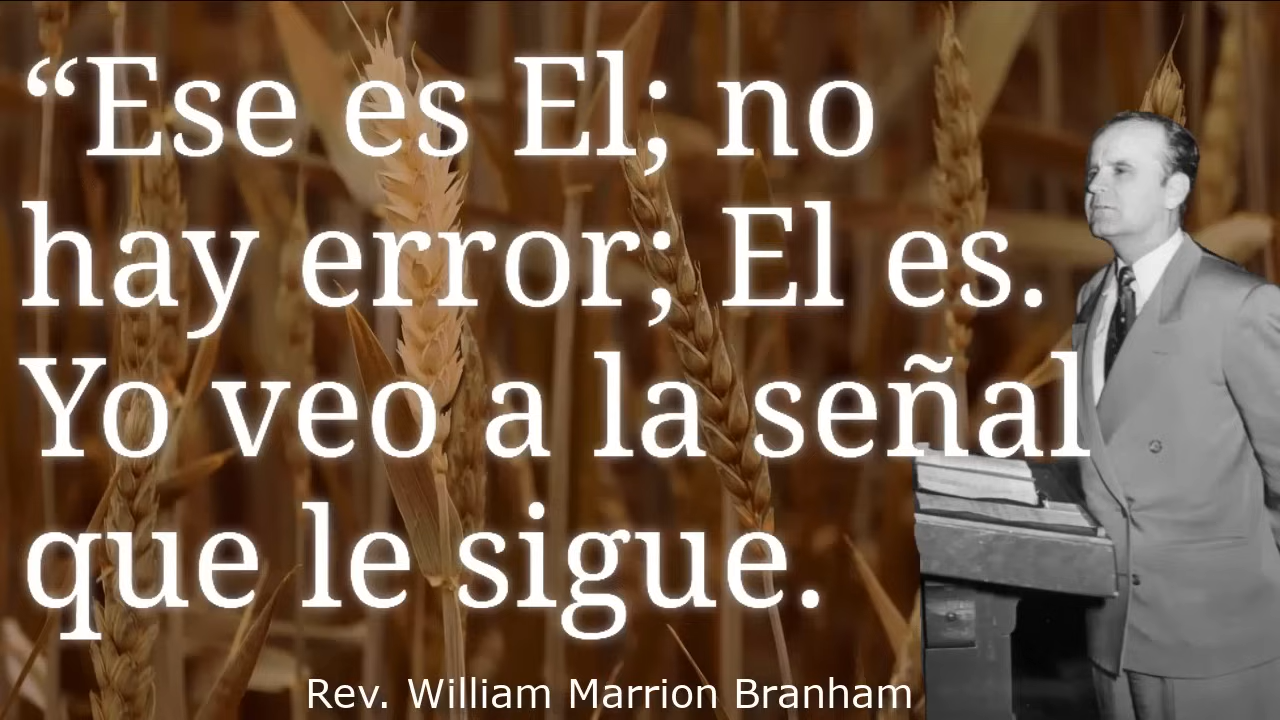 “Ese es El; no
hay error; El es.
Yo veo a la señal
que le sigue.
Rev. William Marrion Branham